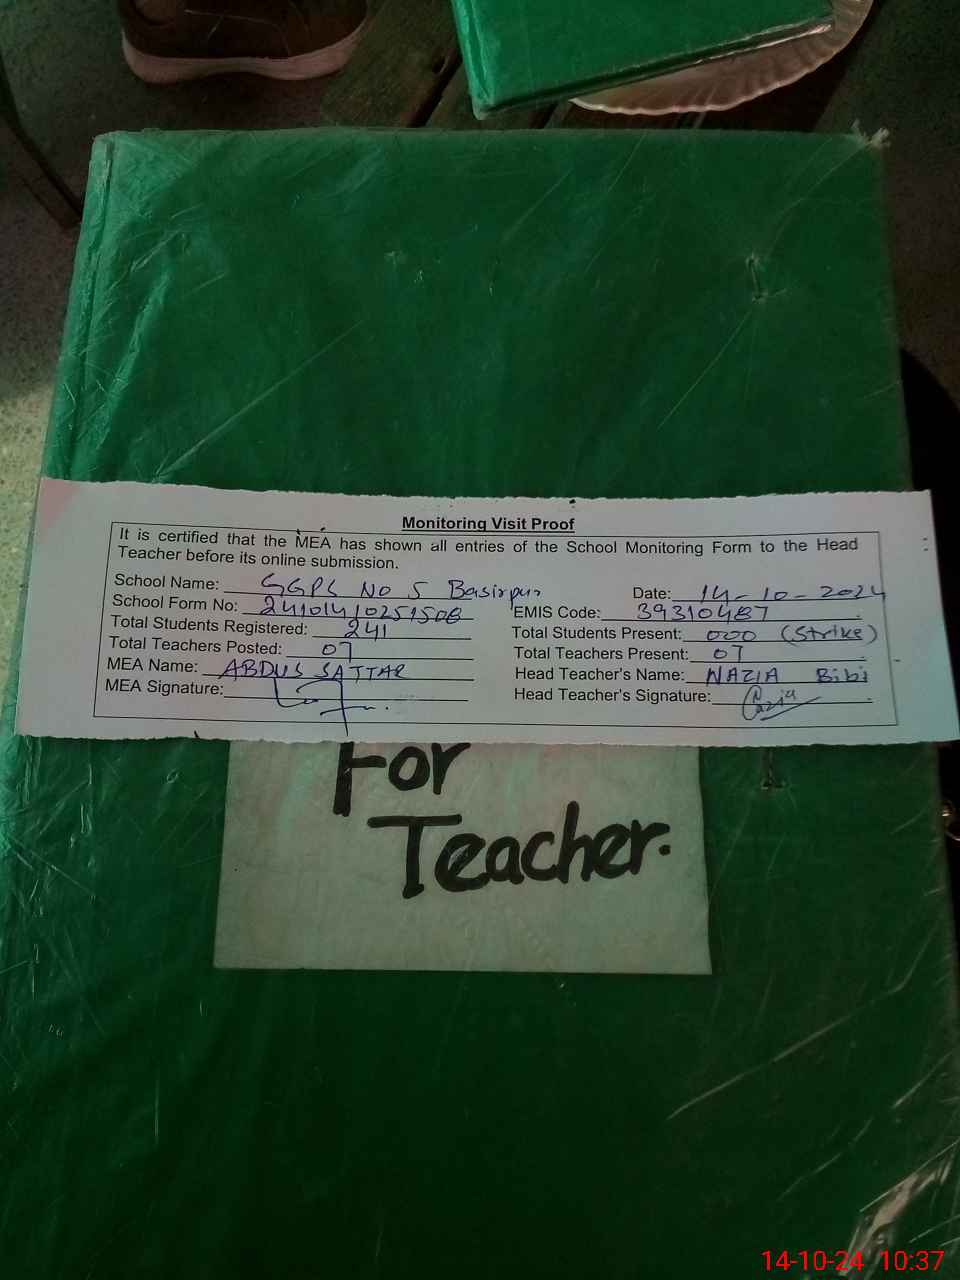 Monitoring Visit Proof
It is certified that the MEA has shown all entries of the School Monitoring Form to the Head
Teacher before its online submission.
School Name: GGPS No 5 Basirpur Date: 14-10-2024
School Form No: 24101410251508 EMIS Code: 39310487
Total Students Registered: 241 Total Students Present: 000 (Strike)
Total Teachers Posted: 07 Total Teachers Present: 07
MEA Name: ABDUS SATTAR Head Teacher's Name: NAZIA Bibi
MEA Signature: Head Teacher's Signature: Nazia
For
Teacher.
14-10-24 10:37